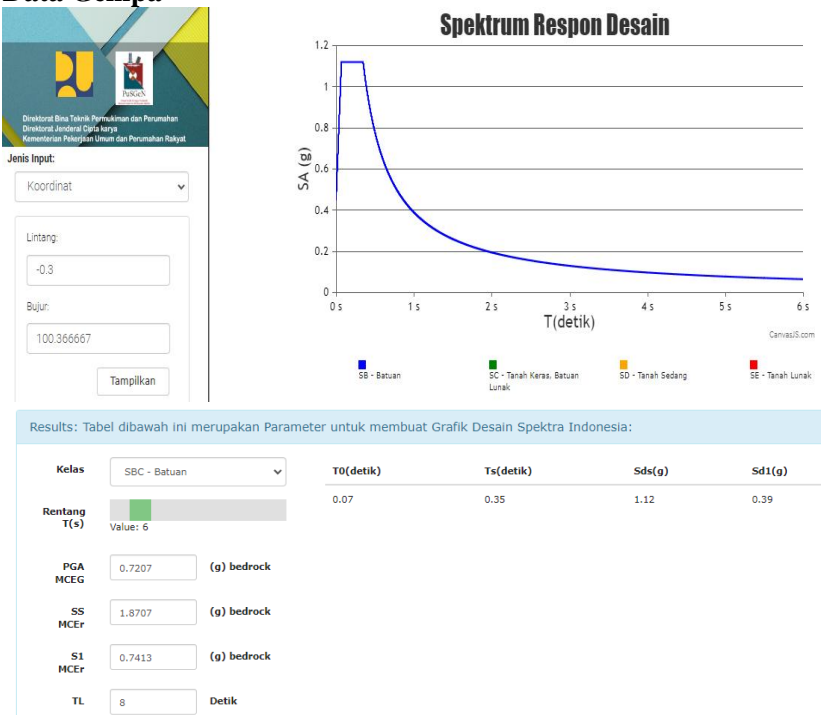 Data Gempa
PUSGeN
Direktorat Bina Teknik Permukiman dan Perumahan
Direktorat Jenderal Cipta karya
Kementerian Pekerjaan Umum dan Perumahan Rakyat
Jenis Input:
Koordinat
Lintang:
-0.3
Bujur:
100.366667
Tampilkan
Spektrum Respon Desain
1.2
1
0.8
0.6
0.4
0.2
0
SA (g)
0 s 1 s 2 s 3 s 4 s 5 s 6 s
T(detik)
CanvasJS.com
SB - Batuan
SC - Tanah Keras, Batuan
Lunak
SD - Tanah Sedang
SE - Tanah Lunak
Results: Tabel dibawah ini merupakan Parameter untuk membuat Grafik Desain Spektra Indonesia:
Kelas
SBC - Batuan
Rentang
T(s)
Value: 6
PGA
MCEG
0.7207
(g) bedrock
SS
MCEr
1.8707
(g) bedrock
S1
MCEr
0.7413
(g) bedrock
TL
8
Detik
T0(detik) Ts(detik) Sds(g) Sd1(g)
0.07 0.35 1.12 0.39